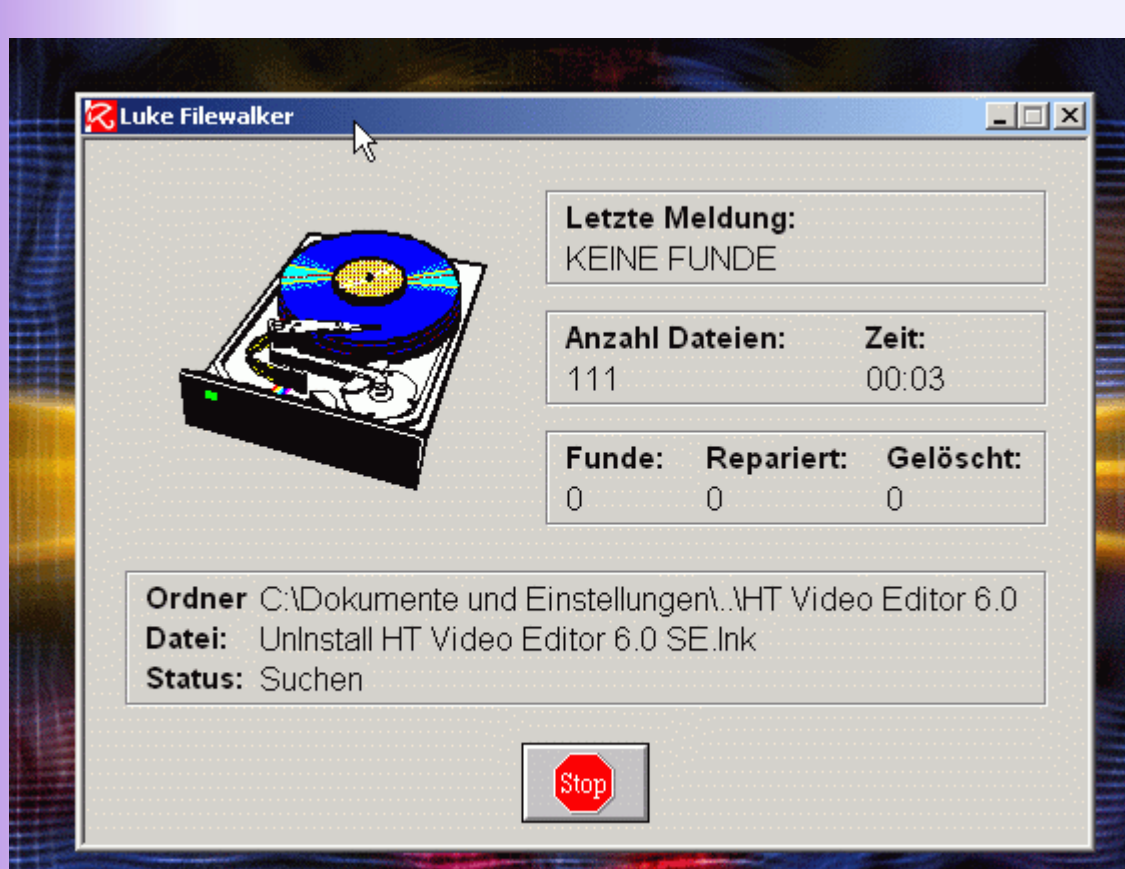 Luke Filewalker
Letzte Meldung:
KEINE FUNDE
Anzahl Dateien: Zeit:
111 00:03
Funde: Repariert: Gelöscht:
0 0 0
Ordner C:\Dokumente und Einstellungen\..\HT Video Editor 6.0
Datei: UnInstall HT Video Editor 6.0 SE.lnk
Status: Suchen
Stop